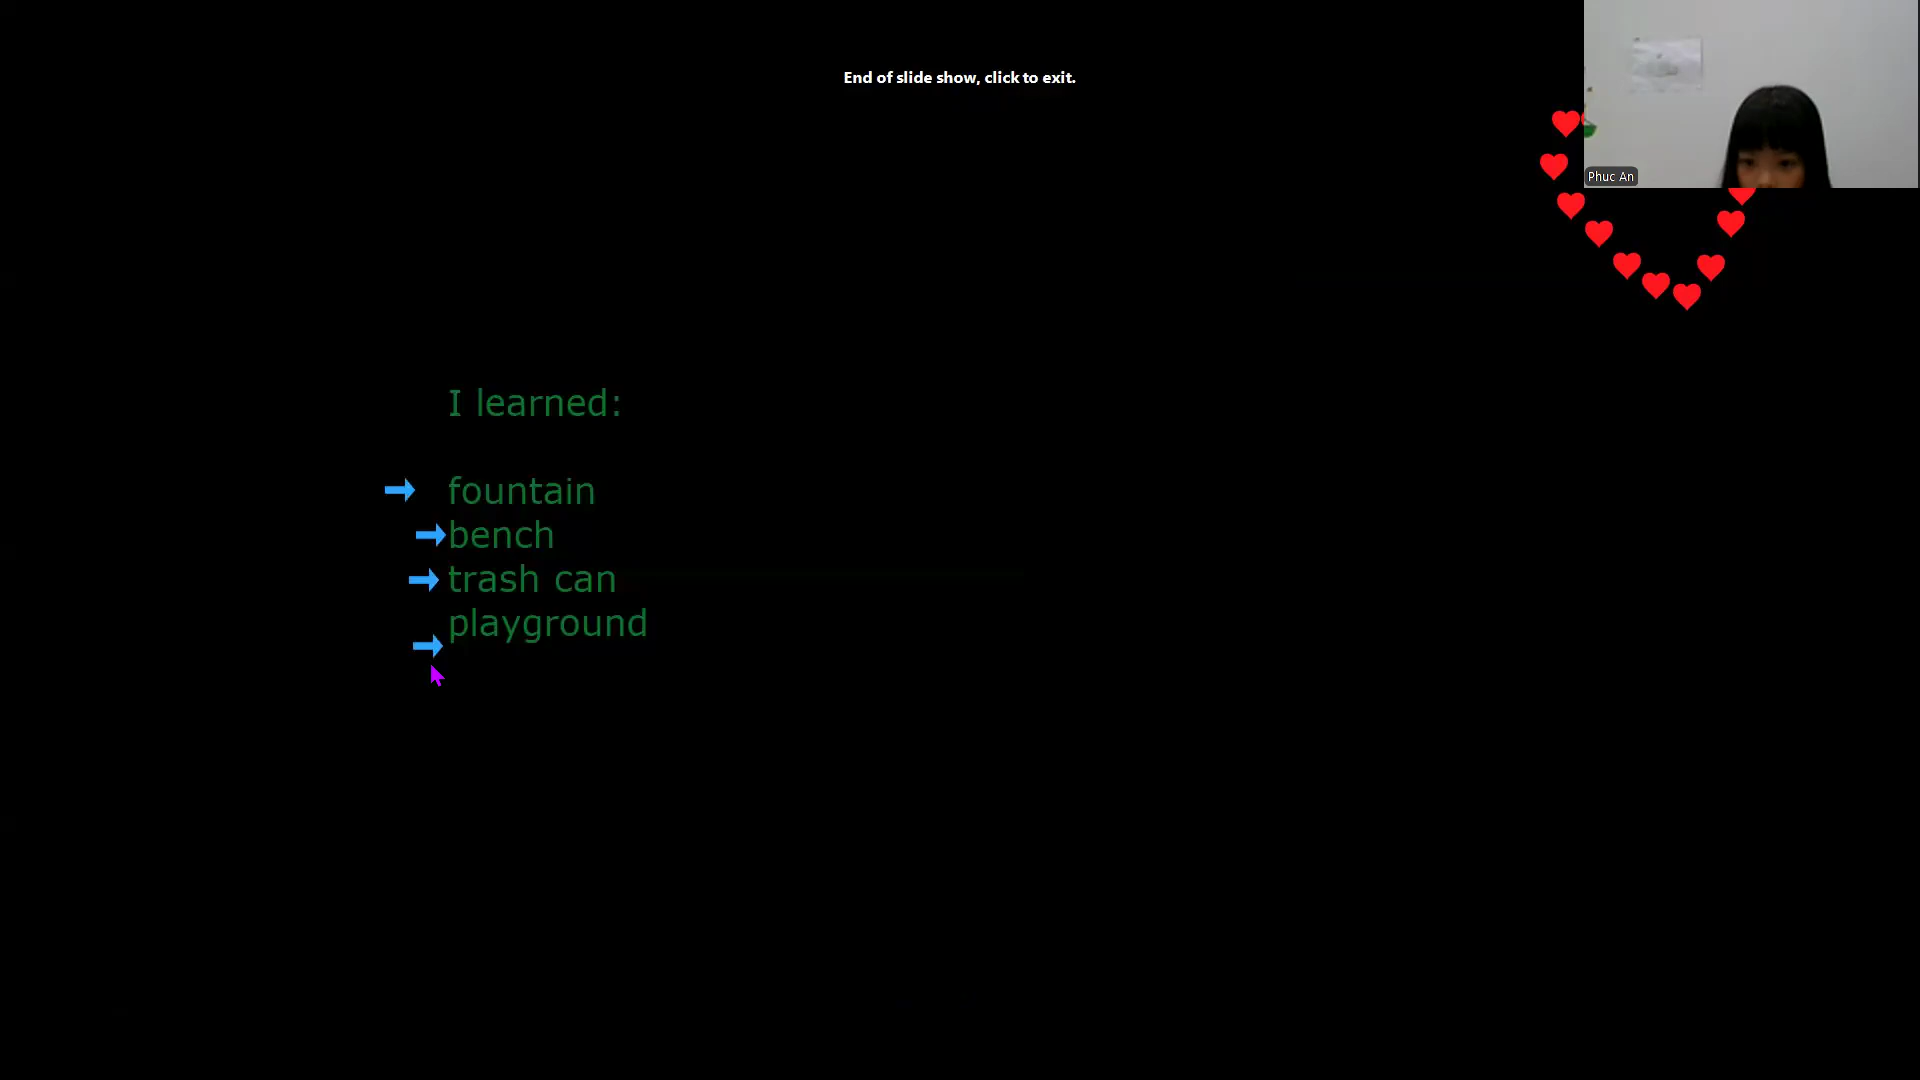 End of slide show, click to exit.
Phuc An
I learned:
fountain
bench
trash can
playground